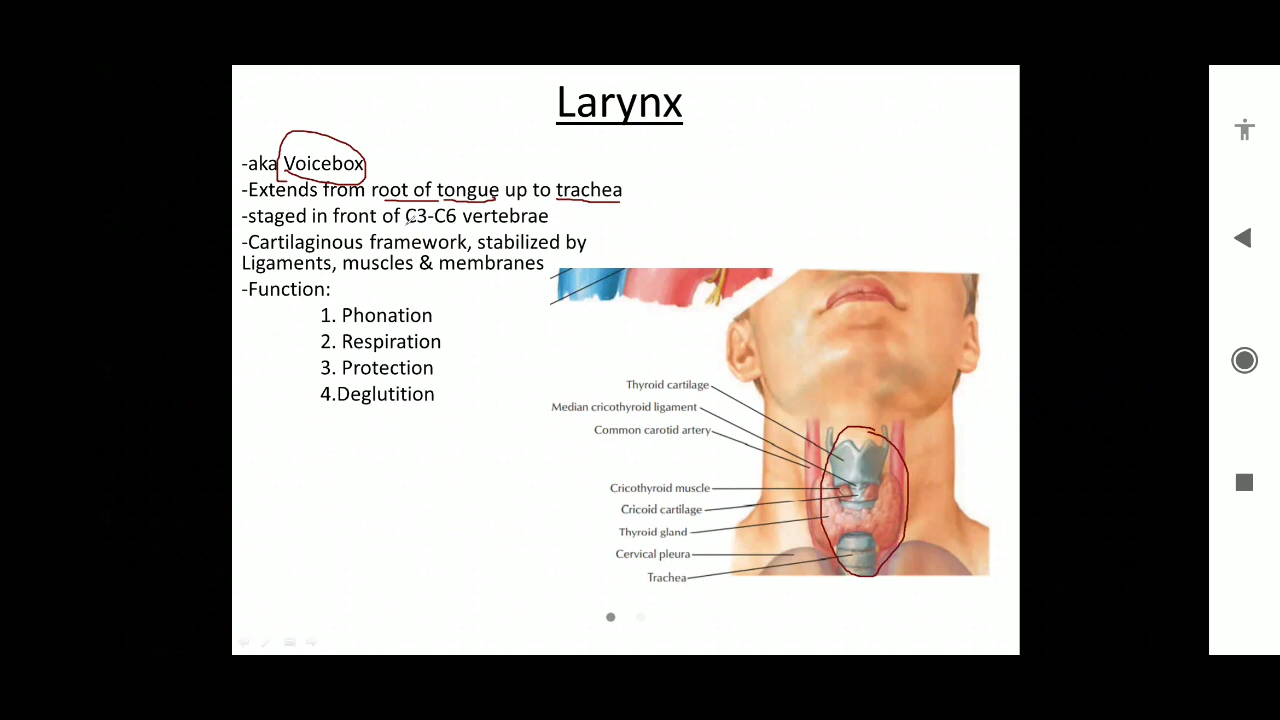 Larynx
-aka Voicebox
-Extends from root of tongue up to trachea
-staged in front of C3-C6 vertebrae
-Cartilaginous framework, stabilized by
Ligaments, muscles & membranes
-Function:
1. Phonation
2. Respiration
3. Protection
4.Deglutition
Thyroid cartilage
Median cricothyroid ligament
Common carotid artery
Cricothyroid muscle
Cricoid cartilage
Thyroid gland
Cervical pleura
Trachea